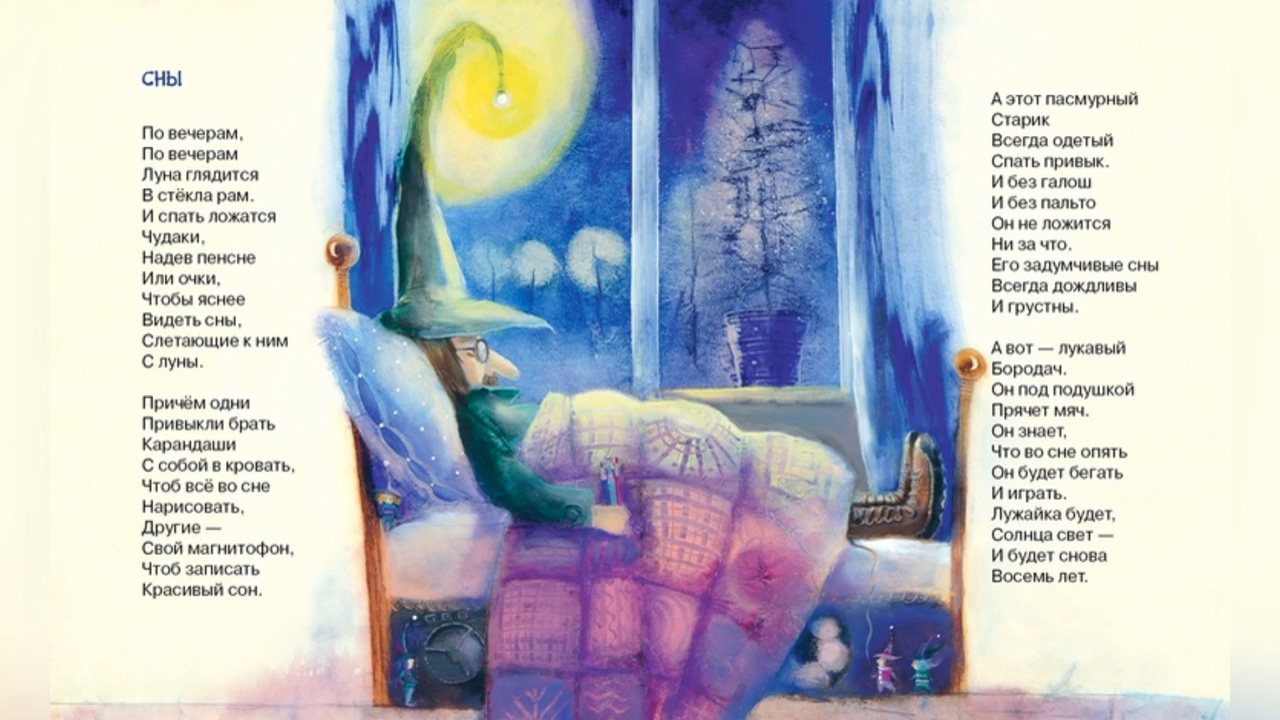 СНЫ
По вечерам,
По вечерам
Луна глядится
В стёкла рам.
И спать ложатся
Чудаки,
Надев пенсне
Или очки,
Чтобы яснее
Видеть сны,
Слетающие к ним
С луны.
Причём одни
Привыкли брать
Карандаши
С собой в кровать,
Чтоб всё во сне
Нарисовать,
Другие —
Свой магнитофон,
Чтоб записать
Красивый сон.
А этот пасмурный
Старик
Всегда одетый
Спать привык.
И без галош
И без пальто
Он не ложится
Ни за что.
Его задумчивые сны
Всегда дождливы
И грустны.
А вот — лукавый
Бородач.
Он под подушкой
Прячет мяч.
Он знает,
Что во сне опять
Он будет бегать
И играть.
Лужайка будет,
Солнца свет —
И будет снова
Восемь лет.